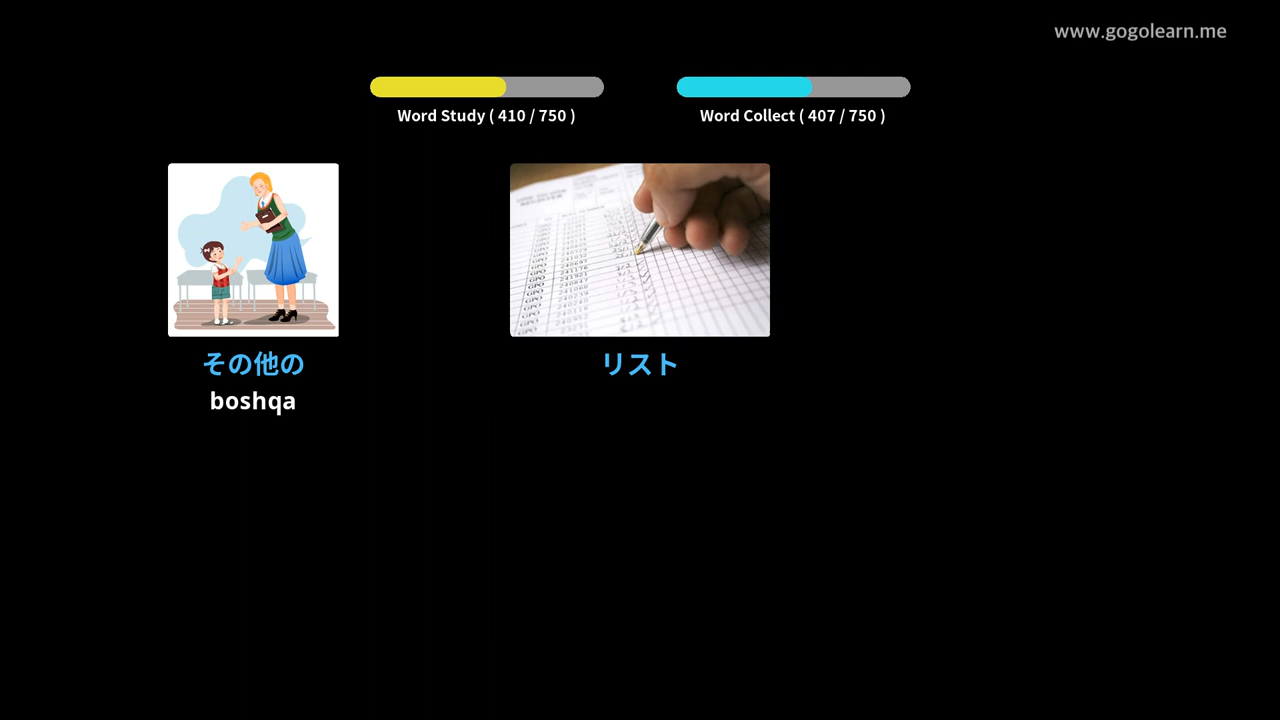 www.gogolearn.me
Word Study ( 410 / 750 )
Word Collect ( 407 / 750 )
その他の
boshqa
リスト